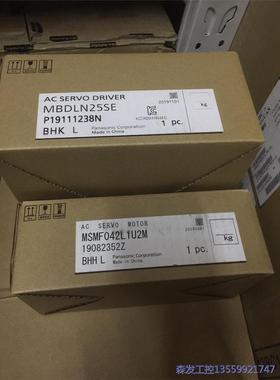 AC SERVO DRIVER
MBDLN25SE
20191101
P19111238N
kg
BHK L
Panasonic Corporation
Made in China
1 pc.
AC SERVO MOTOR
MSMF042L1U2M
19082352Z
kg
BHH L
Panasonic Corporation
Made in China
1 pc.
森发工控13559921747